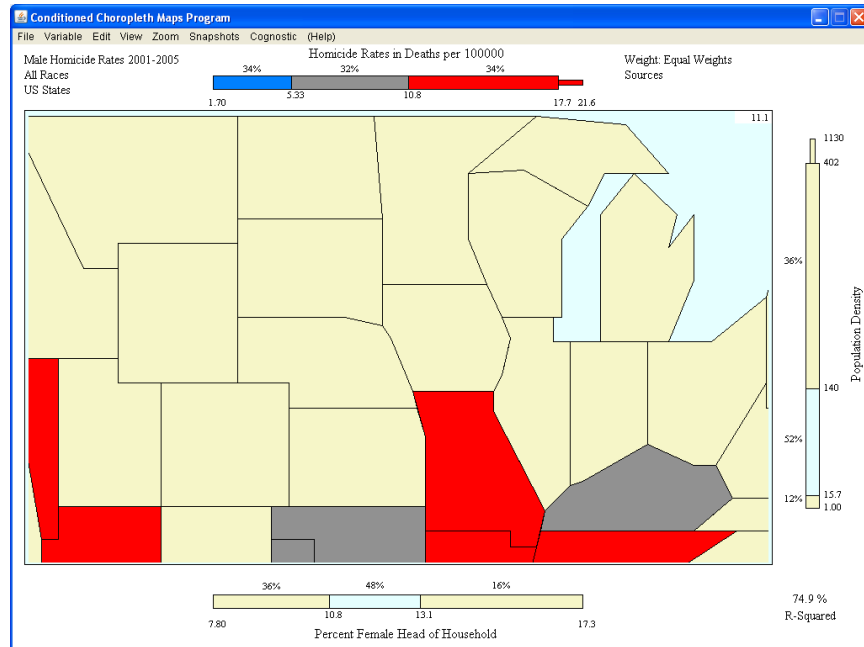 Conditioned Choropleth Maps Program
File Variable Edit View Zoom Snapshots Cognostic (Help)
Male Homicide Rates 2001-2005
All Races
US States
Homicide Rates in Deaths per 100000
34% 32% 34%
1.70 5.33 10.8 17.7 21.6
Weight: Equal Weights
Sources
11.1
1130
402
36%
140
52%
15.7
12%
1.00
Population Density
36% 48% 16%
7.80 10.8 13.1 17.3
Percent Female Head of Household
74.9 %
R-Squared